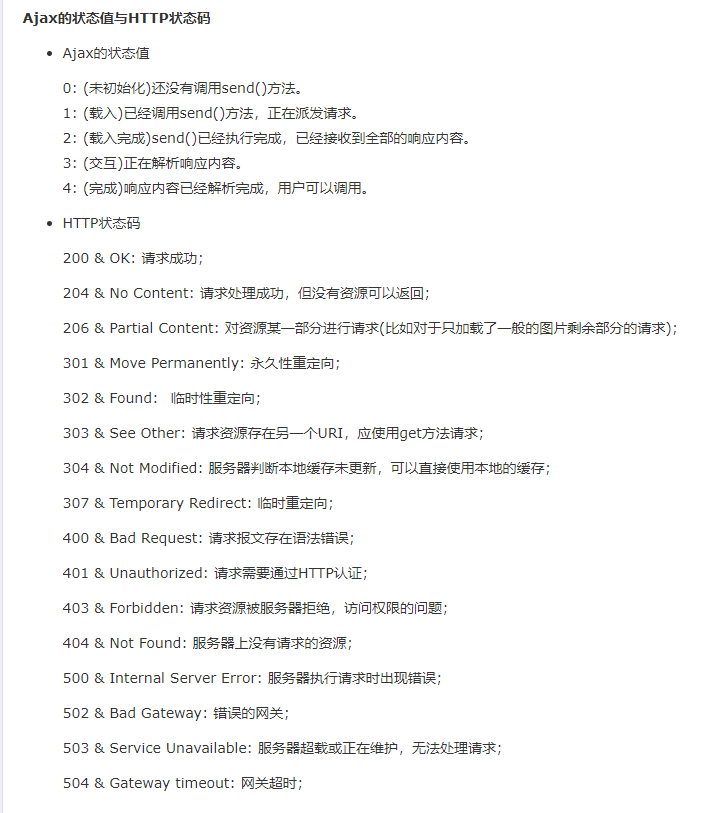 Ajax的状态值与HTTP状态码
Ajax的状态值
0: (未初始化)还没有调用send()方法。
1: (载入)已经调用send()方法，正在派发请求。
2: (载入完成)send()已经执行完成，已经接收到全部的响应内容。
3: (交互)正在解析响应内容。
4: (完成)响应内容已经解析完成，用户可以调用。
HTTP状态码
200 & OK: 请求成功；
204 & No Content: 请求处理成功，但没有资源可以返回；
206 & Partial Content: 对资源某一部分进行请求(比如对于只加载了一般的图片剩余部分的请求)；
301 & Move Permanently: 永久性重定向；
302 & Found： 临时性重定向；
303 & See Other: 请求资源存在另一个URI，应使用get方法请求；
304 & Not Modified: 服务器判断本地缓存未更新，可以直接使用本地的缓存；
307 & Temporary Redirect: 临时重定向；
400 & Bad Request: 请求报文存在语法错误；
401 & Unauthorized: 请求需要通过HTTP认证；
403 & Forbidden: 请求资源被服务器拒绝，访问权限的问题；
404 & Not Found: 服务器上没有请求的资源；
500 & Internal Server Error: 服务器执行请求时出现错误；
502 & Bad Gateway: 错误的网关；
503 & Service Unavailable: 服务器超载或正在维护，无法处理请求；
504 & Gateway timeout: 网关超时；